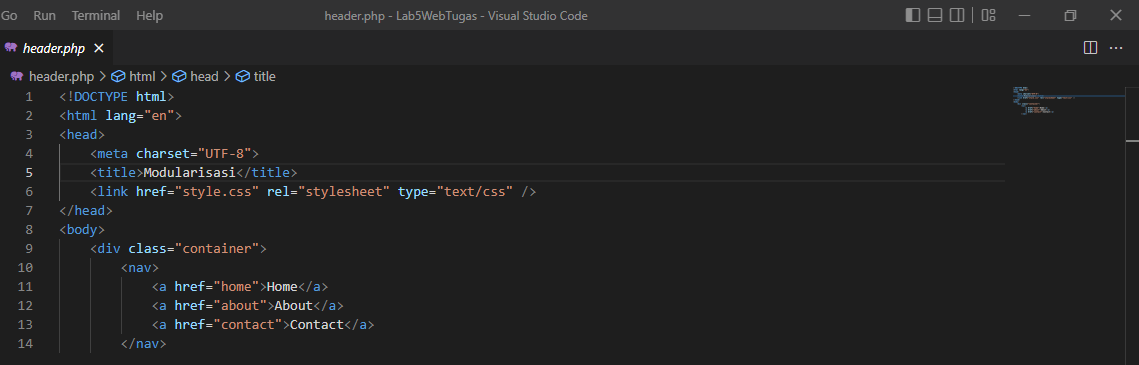 Go Run Terminal Help header.php - Lab5WebTugas - Visual Studio Code
header.php
header.php > html > head > title
1 <!DOCTYPE html>
2 <html lang="en">
3 <head>
4     <meta charset="UTF-8">
5     <title>Modularisasi</title>
6     <link href="style.css" rel="stylesheet" type="text/css" />
7 </head>
8 <body>
9     <div class="container">
10         <nav>
11             <a href="home">Home</a>
12             <a href="about">About</a>
13             <a href="contact">Contact</a>
14         </nav>